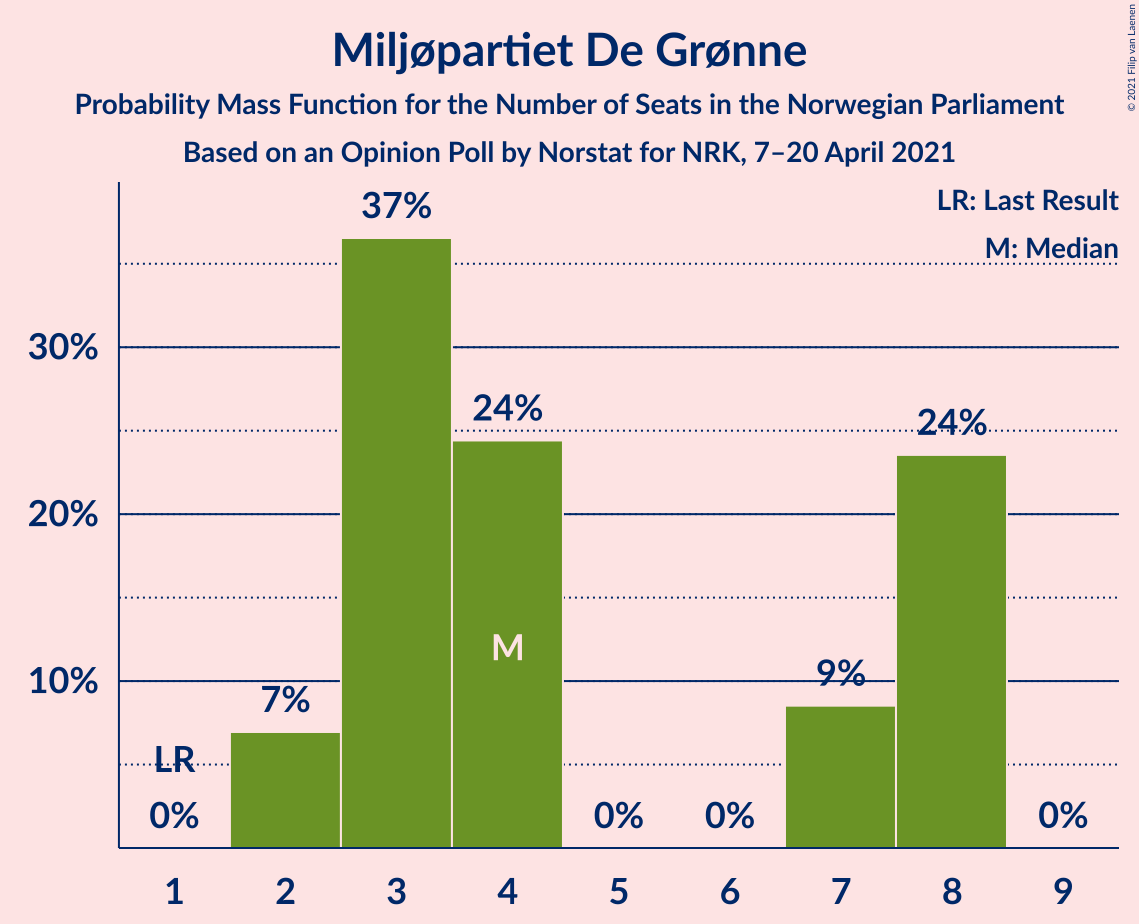 Miljøpartiet De Grønne
Probability Mass Function for the Number of Seats in the Norwegian Parliament
Based on an Opinion Poll by Norstat for NRK, 7–20 April 2021
© 2021 Filip van Laenen
LR: Last Result
M: Median
30%
20%
10%
LR
0%
7%
37%
24%
M
0%
0%
9%
24%
0%
1 2 3 4 5 6 7 8 9